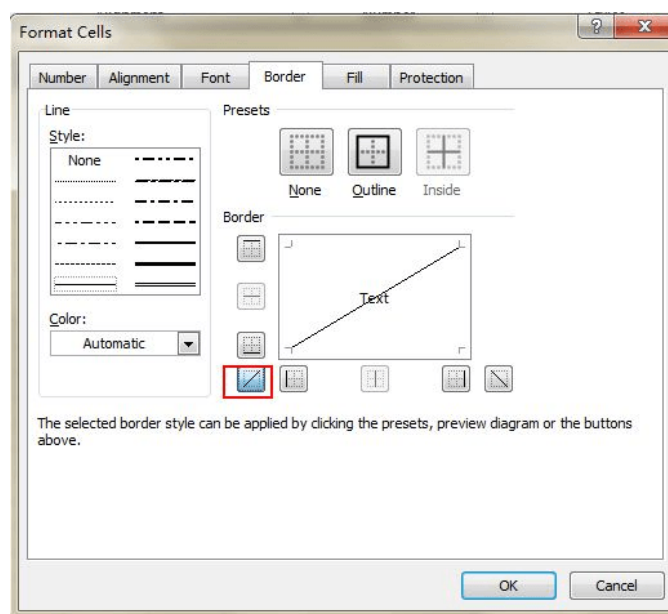 Format Cells
Number Alignment Font Border Fill Protection
Line
Style:
None
Color:
Automatic
Presets
None Outline Inside
Border
Text
The selected border style can be applied by clicking the presets, preview diagram or the buttons
above.
OK Cancel